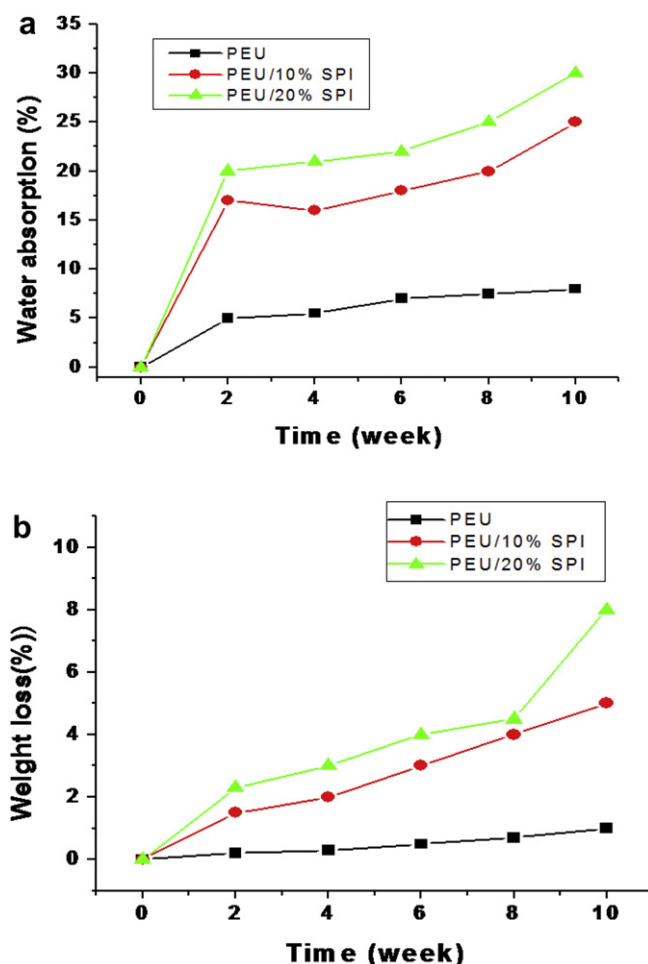 a
PEU
PEU/10% SPI
PEU/20% SPI
Water absorption (%)
35
30
25
20
15
10
5
0
0 2 4 6 8 10
Time (week)
b
PEU
PEU/10% SPI
PEU/20% SPI
Weight loss(%))
10
8
6
4
2
0
0 2 4 6 8 10
Time (week)